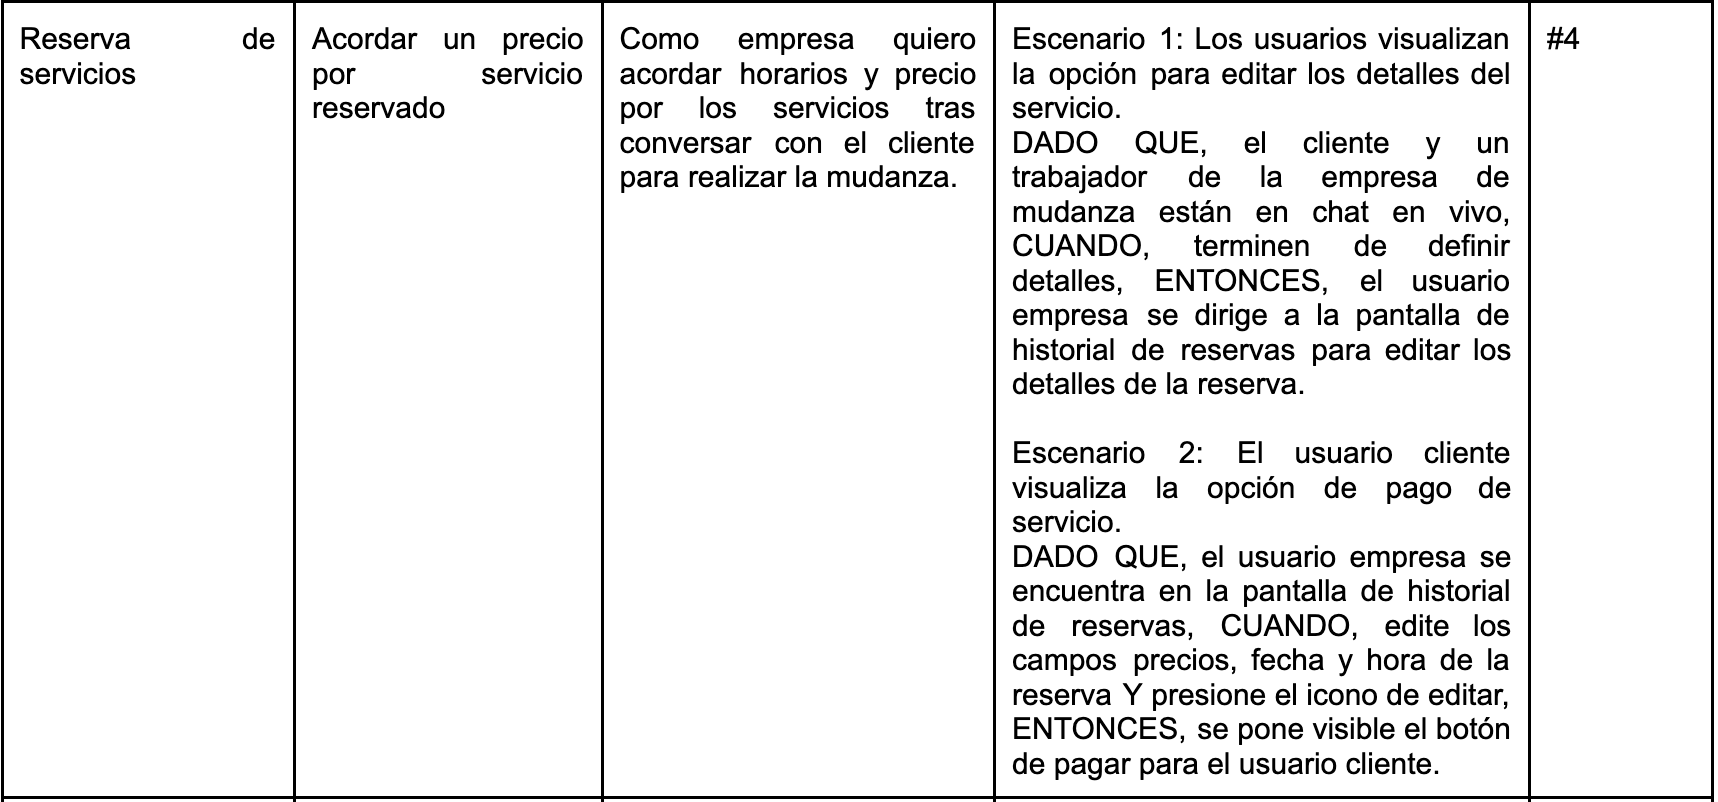 Reserva de
servicios
Acordar un precio
por servicio
reservado
Como empresa quiero
acordar horarios y precio
por los servicios tras
conversar con el cliente
para realizar la mudanza.
Escenario 1: Los usuarios visualizan
la opción para editar los detalles del
servicio.
DADO QUE, el cliente y un
trabajador de la empresa de
mudanza están en chat en vivo,
CUANDO, terminen de definir
detalles, ENTONCES, el usuario
empresa se dirige a la pantalla de
historial de reservas para editar los
detalles de la reserva.
Escenario 2: El usuario cliente
visualiza la opción de pago de
servicio.
DADO QUE, el usuario empresa se
encuentra en la pantalla de historial
de reservas, CUANDO, edite los
campos precios, fecha y hora de la
reserva Y presione el icono de editar,
ENTONCES, se pone visible el botón
de pagar para el usuario cliente.
#4